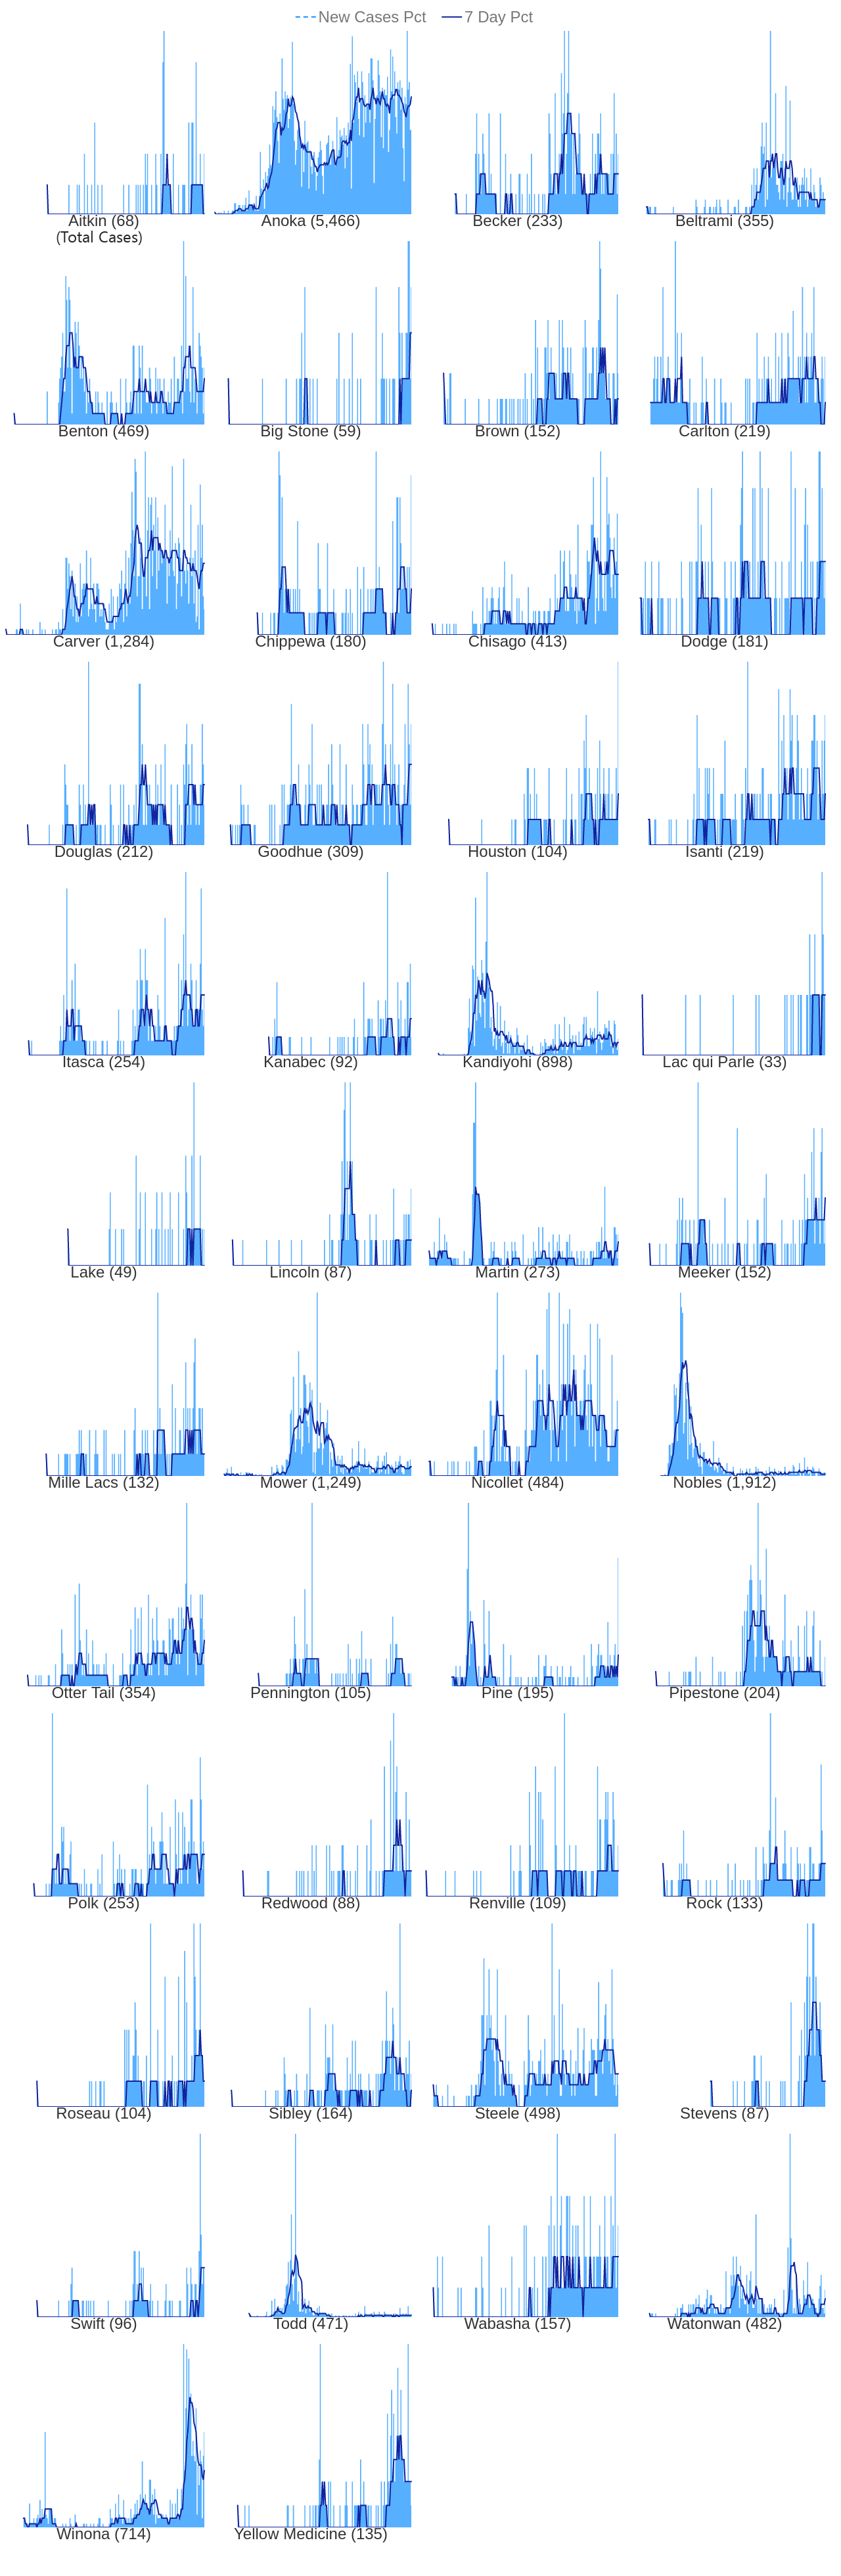 New Cases Pct 7 Day Pct
Aitkin (68) Anoka (5,466) Becker (233) Beltrami (355)
(Total Cases)
Benton (469) Big Stone (59) Brown (152) Carlton (219)
Carver (1,284) Chippewa (180) Chisago (413) Dodge (181)
Douglas (212) Goodhue (309) Houston (104) Isanti (219)
Itasca (254) Kanabec (92) Kandiyohi (898) Lac qui Parle (33)
Lake (49) Lincoln (87) Martin (273) Meeker (152)
Mille Lacs (132) Mower (1,249) Nicollet (484) Nobles (1,912)
Otter Tail (354) Pennington (105) Pine (195) Pipestone (204)
Polk (253) Redwood (88) Renville (109) Rock (133)
Roseau (104) Sibley (164) Steele (498) Stevens (87)
Swift (96) Todd (471) Wabasha (157) Watonwan (482)
Winona (714) Yellow Medicine (135)